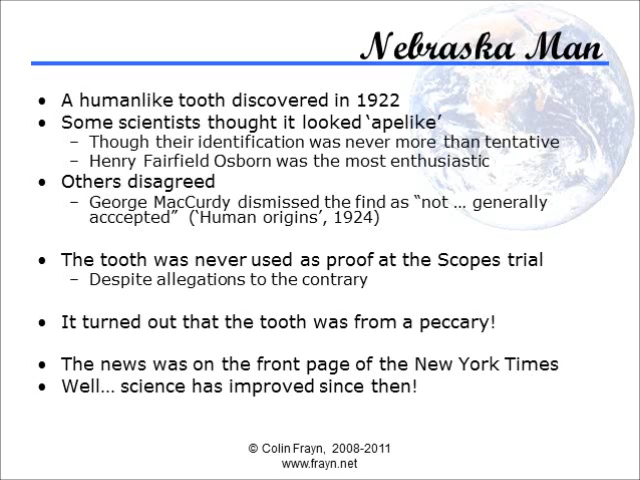 Nebraska Man
• A humanlike tooth discovered in 1922
• Some scientists thought it looked ‘apelike’
– Though their identification was never more than tentative
– Henry Fairfield Osborn was the most enthusiastic
• Others disagreed
– George MacCurdy dismissed the find as “not … generally
acccepted” (‘Human origins’, 1924)
• The tooth was never used as proof at the Scopes trial
– Despite allegations to the contrary
• It turned out that the tooth was from a peccary!
• The news was on the front page of the New York Times
• Well… science has improved since then!
© Colin Frayn, 2008-2011
www.frayn.net